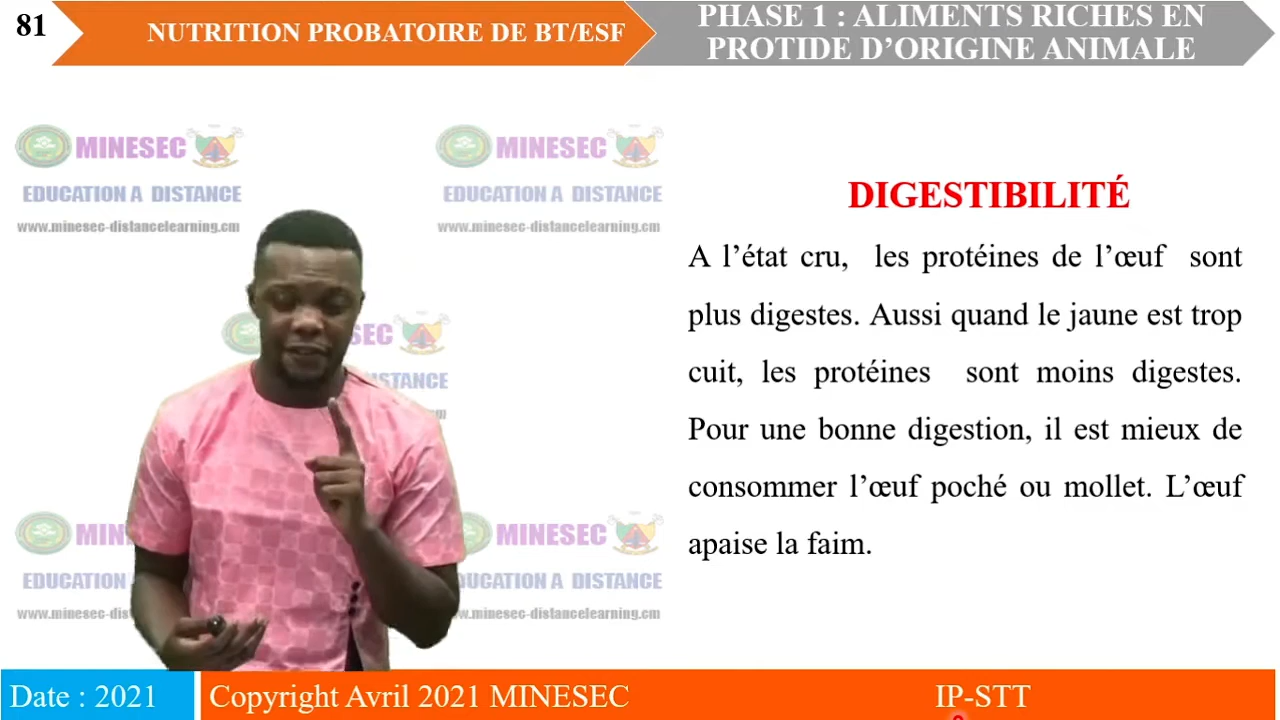 81
NUTRITION PROBATOIRE DE BT/ESF
PHASE 1 : ALIMENTS RICHES EN
PROTIDE D’ORIGINE ANIMALE
MINESEC
EDUCATION A DISTANCE
www.minesec-distancelearning.cm
MINESEC
EDUCATION A DISTANCE
www.minesec-distancelearning.cm
DIGESTIBILITÉ
A l’état cru, les protéines de l’œuf sont
plus digestes. Aussi quand le jaune est trop
cuit, les protéines sont moins digestes.
Pour une bonne digestion, il est mieux de
consommer l’œuf poché ou mollet. L’œuf
apaise la faim.
MINESEC
EDUCATION A DISTANCE
www.minesec-distancelearning.cm
Date : 2021
Copyright Avril 2021 MINESEC
IP-STT